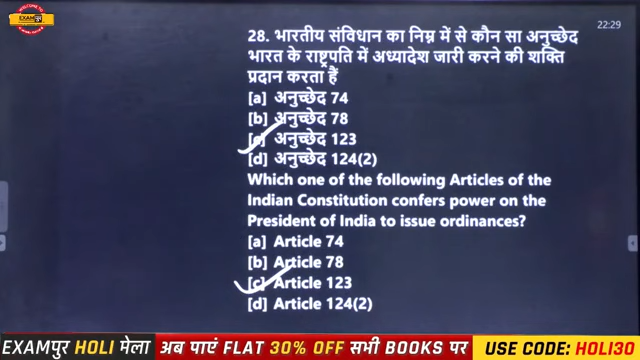 WELCOME TO
EXAMपुर
22:29
28. भारतीय संविधान का निम्न में से कौन सा अनुच्छेद
भारत के राष्ट्रपति में अध्यादेश जारी करने की शक्ति
प्रदान करता हैं
[a] अनुच्छेद 74
[b] अनुच्छेद 78
[c] अनुच्छेद 123
[d] अनुच्छेद 124(2)
Which one of the following Articles of the
Indian Constitution confers power on the
President of India to issue ordinances?
[a] Article 74
[b] Article 78
[c] Article 123
[d] Article 124(2)
EXAMपुर HOLI मेला अब पाएं FLAT 30% OFF सभी BOOKS पर USE CODE: HOLI30